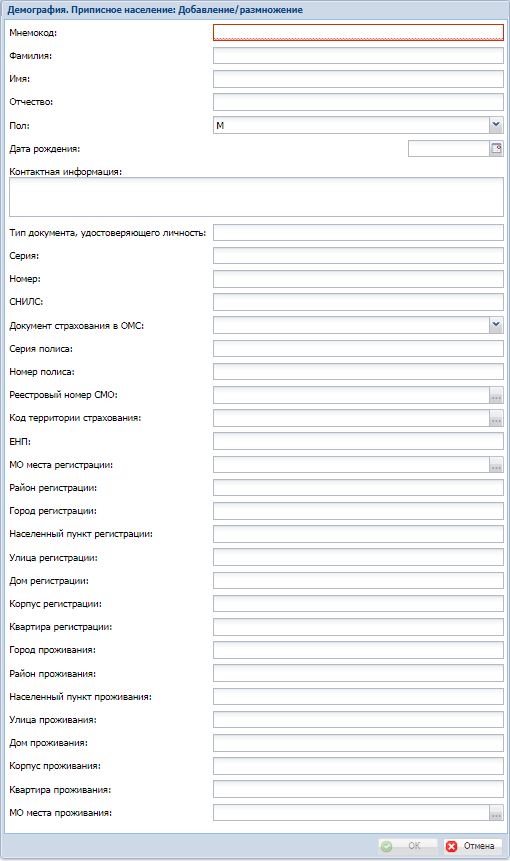 Демография. Приписное население: Добавление/размножение
Мнемокод:
Фамилия:
Имя:
Отчество:
Пол: М
Дата рождения:
Контактная информация:
Тип документа, удостоверяющего личность:
Серия:
Номер:
СНИЛС:
Документ страхования в ОМС:
Серия полиса:
Номер полиса:
Реестровый номер СМО: ...
Код территории страхования: ...
ЕНП:
МО места регистрации: ...
Район регистрации:
Город регистрации:
Населенный пункт регистрации:
Улица регистрации:
Дом регистрации:
Корпус регистрации:
Квартира регистрации:
Город проживания:
Район проживания:
Населенный пункт проживания:
Улица проживания:
Дом проживания:
Корпус проживания:
Квартира проживания:
МО места проживания: ...
ОК Отмена